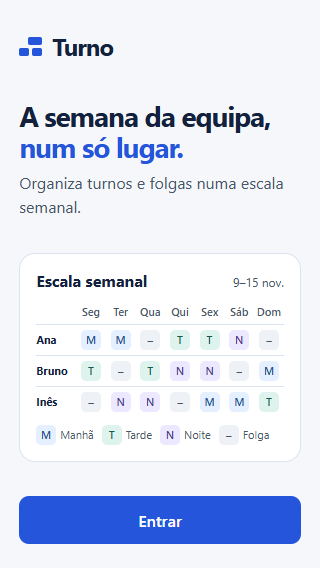 Turno
A semana da equipa,
num só lugar.
Organiza turnos e folgas numa escala
semanal.
Escala semanal 9–15 nov.
Seg Ter Qua Qui Sex Sáb Dom
Ana M M – T T N –
Bruno T – T N N – M
Inês – N N – M M T
M Manhã T Tarde N Noite – Folga
Entrar